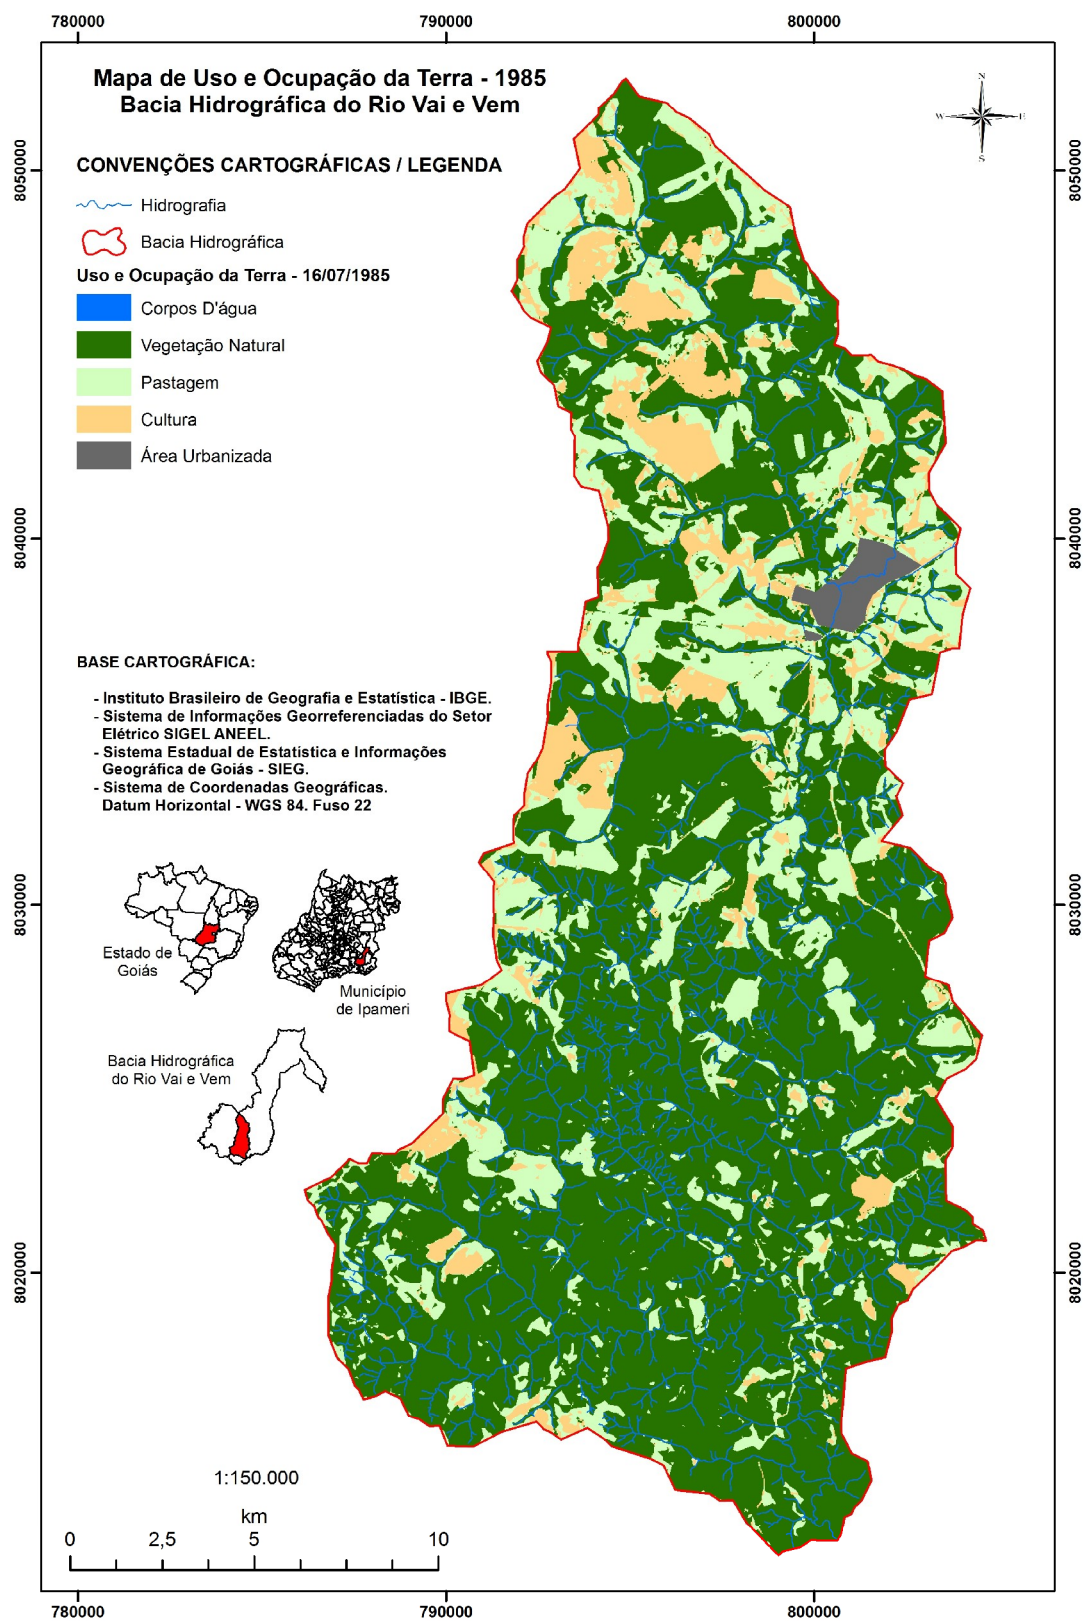 780000
790000
800000
Mapa de Uso e Ocupação da Terra - 1985
Bacia Hidrográfica do Rio Vai e Vem
N
W
E
S
CONVENÇÕES CARTOGRÁFICAS / LEGENDA
8050000
8050000
Hidrografia
Bacia Hidrográfica
Uso e Ocupação da Terra - 16/07/1985
Corpos D'água
Vegetação Natural
Pastagem
Cultura
Área Urbanizada
8040000
8040000
BASE CARTOGRÁFICA:
- Instituto Brasileiro de Geografia e Estatística - IBGE.
- Sistema de Informações Georreferenciadas do Setor
Elétrico SIGEL ANEEL.
- Sistema Estadual de Estatística e Informações
Geográfica de Goiás - SIEG.
- Sistema de Coordenadas Geográficas.
Datum Horizontal - WGS 84. Fuso 22
8030000
8030000
Estado de
Goiás
Município
de Ipameri
Bacia Hidrográfica
do Rio Vai e Vem
8020000
8020000
1:150.000
km
0
2,5
5
10
780000
790000
800000